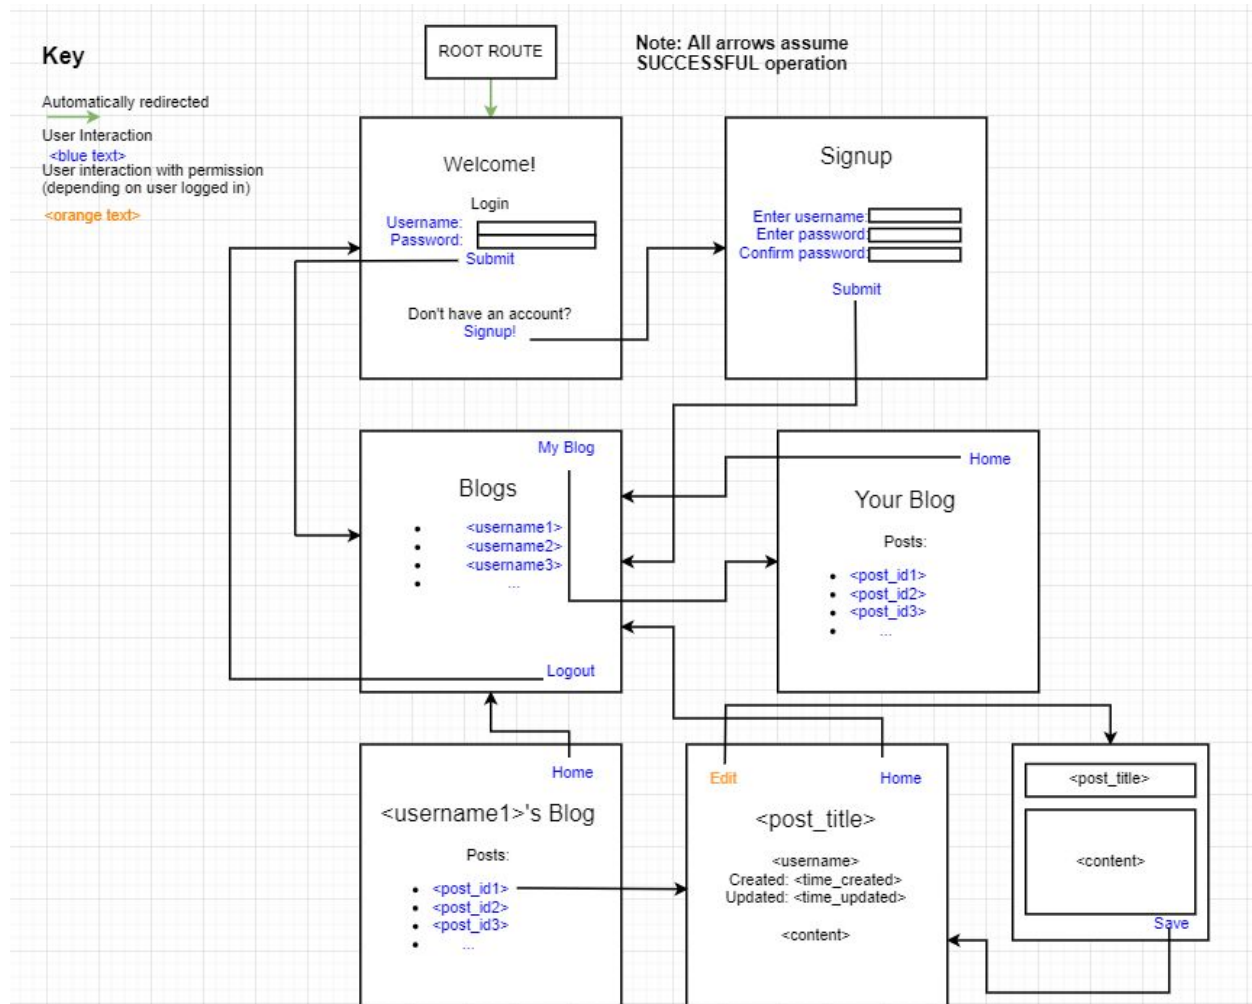 Key
Automatically redirected
User Interaction
<blue text>
User interaction with permission
(depending on user logged in)
<orange text>
ROOT ROUTE
Note: All arrows assume
SUCCESSFUL operation
Welcome!
Login
Username:
Password:
Submit
Don't have an account?
Signup!
Signup
Enter username:
Enter password:
Confirm password:
Submit
My Blog
Blogs
<username1>
<username2>
<username3>
...
Logout
Home
Your Blog
Posts:
<post_id1>
<post_id2>
<post_id3>
...
Home
<username1>'s Blog
Posts:
<post_id1>
<post_id2>
<post_id3>
...
Edit
Home
<post_title>
<username>
Created: <time_created>
Updated: <time_updated>
<content>
<post_title>
<content>
Save